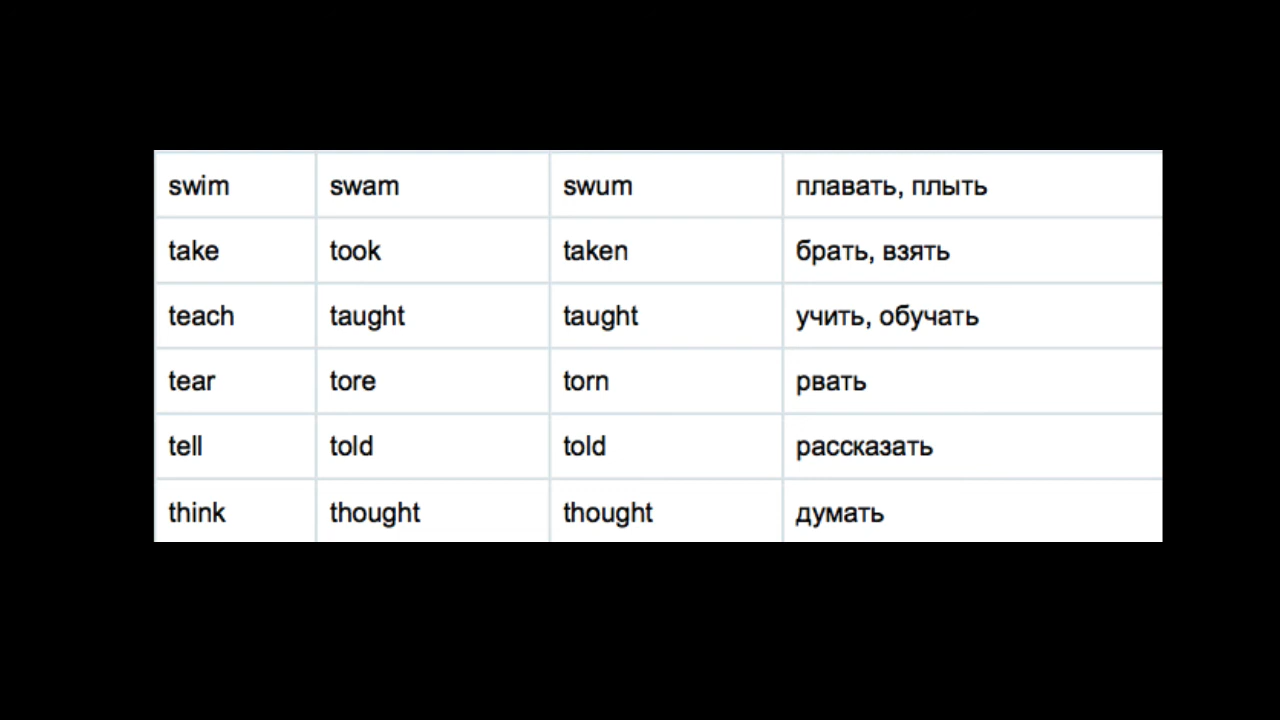 swim swam swum плавать, плыть
take took taken брать, взять
teach taught taught учить, обучать
tear tore torn рвать
tell told told рассказать
think thought thought думать